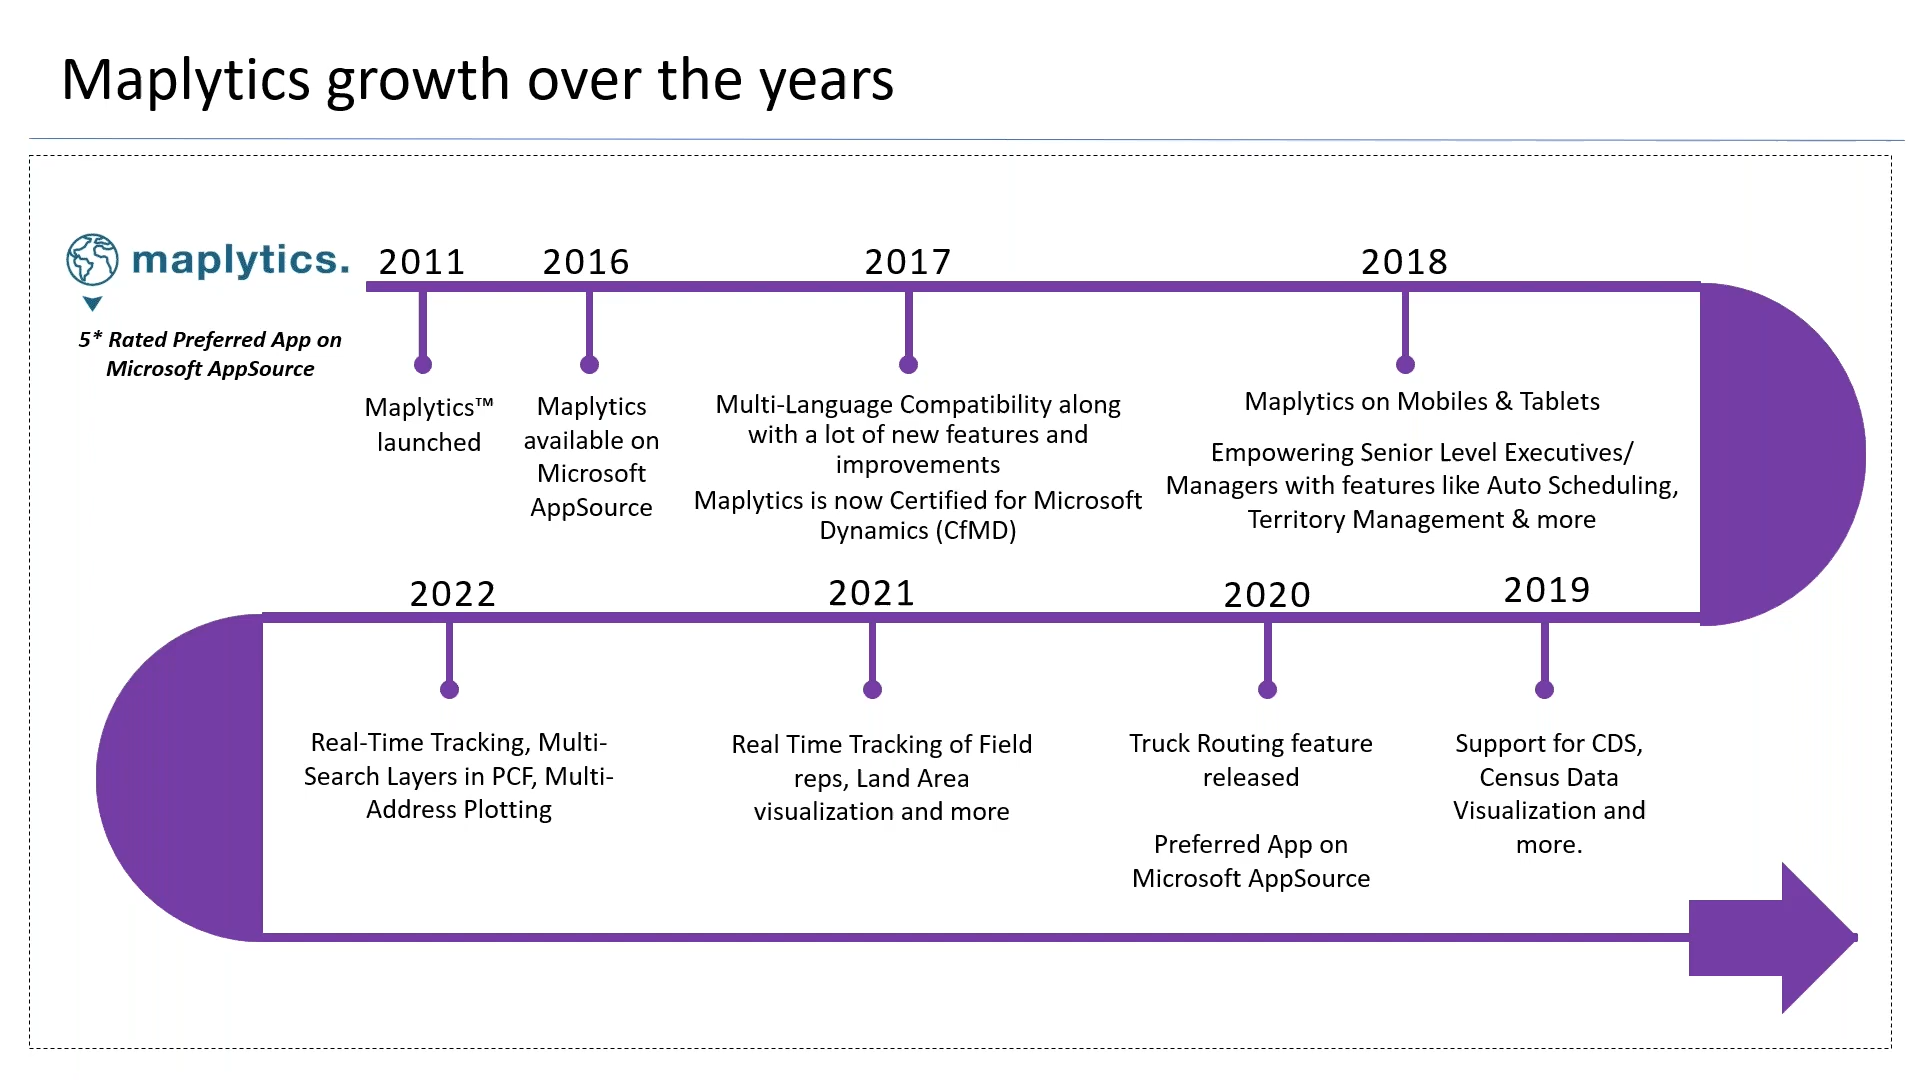 Maplytics growth over the years
maplytics.
5* Rated Preferred App on
Microsoft AppSource
2011
Maplytics™
launched
2016
Maplytics
available on
Microsoft
AppSource
2017
Multi-Language Compatibility along
with a lot of new features and
improvements
Maplytics is now Certified for Microsoft
Dynamics (CfMD)
2018
Maplytics on Mobiles & Tablets
Empowering Senior Level Executives/
Managers with features like Auto Scheduling,
Territory Management & more
2019
Support for CDS,
Census Data
Visualization and
more.
2020
Truck Routing feature
released
Preferred App on
Microsoft AppSource
2021
Real Time Tracking of Field
reps, Land Area
visualization and more
2022
Real-Time Tracking, Multi-
Search Layers in PCF, Multi-
Address Plotting